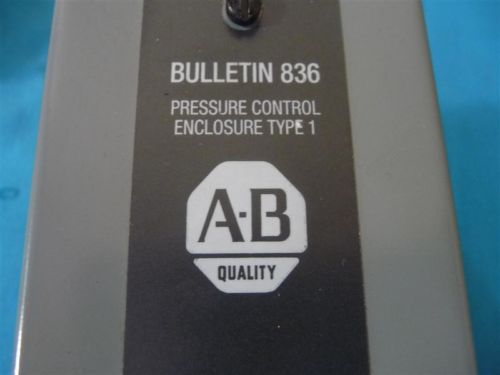 BULLETIN 836
PRESSURE CONTROL
ENCLOSURE TYPE 1
A-B
QUALITY